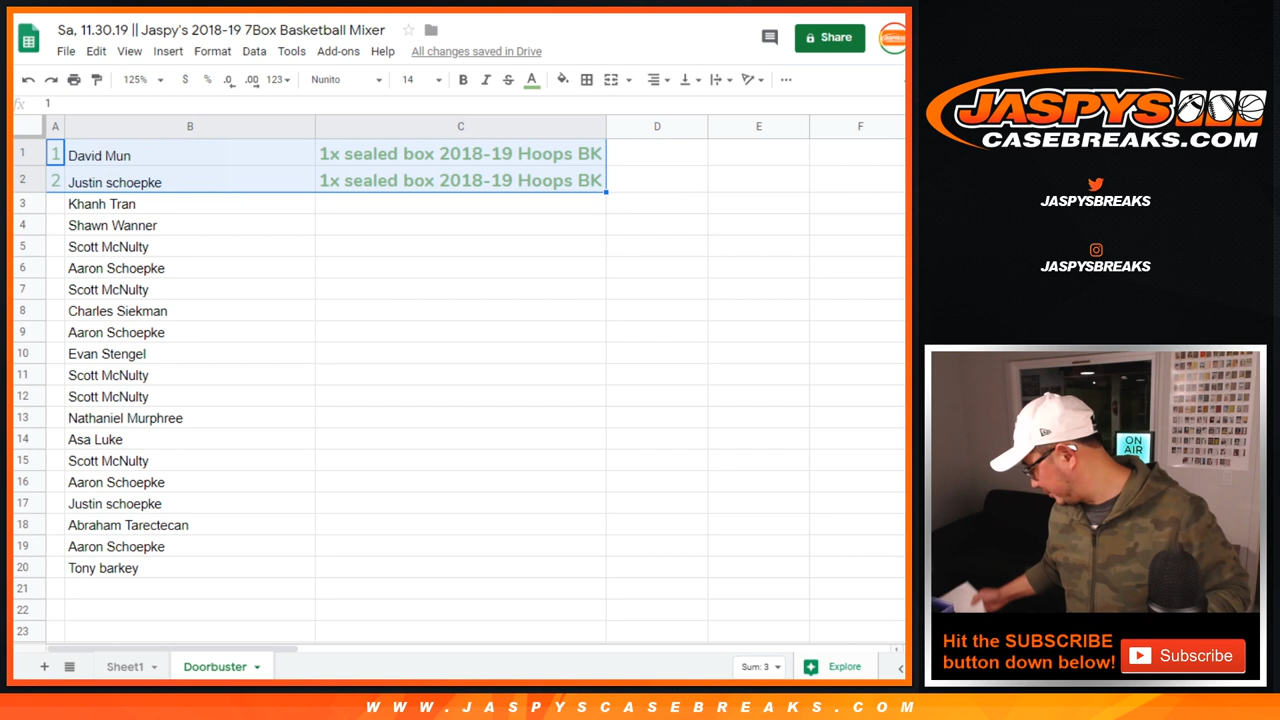 Sa, 11.30.19 || Jaspy's 2018-19 7Box Basketball Mixer
File Edit View Insert Format Data Tools Add-ons Help All changes saved in Drive
Share
125% $ % .0 .00 123 Nunito 14 B I S A
fx 1
A B C D E F
1 1 David Mun 1x sealed box 2018-19 Hoops BK
2 2 Justin schoepke 1x sealed box 2018-19 Hoops BK
3 Khanh Tran
4 Shawn Wanner
5 Scott McNulty
6 Aaron Schoepke
7 Scott McNulty
8 Charles Siekman
9 Aaron Schoepke
10 Evan Stengel
11 Scott McNulty
12 Scott McNulty
13 Nathaniel Murphree
14 Asa Luke
15 Scott McNulty
16 Aaron Schoepke
17 Justin schoepke
18 Abraham Tarectecan
19 Aaron Schoepke
20 Tony barkey
21
22
23
Sheet1 Doorbuster Sum: 3 Explore
JASPYS
CASEBREAKS.COM
JASPYSBREAKS
JASPYSBREAKS
ON
AIR
Hit the SUBSCRIBE
button down below!
Subscribe
WWW.JASPYSCASEBREAKS.COM